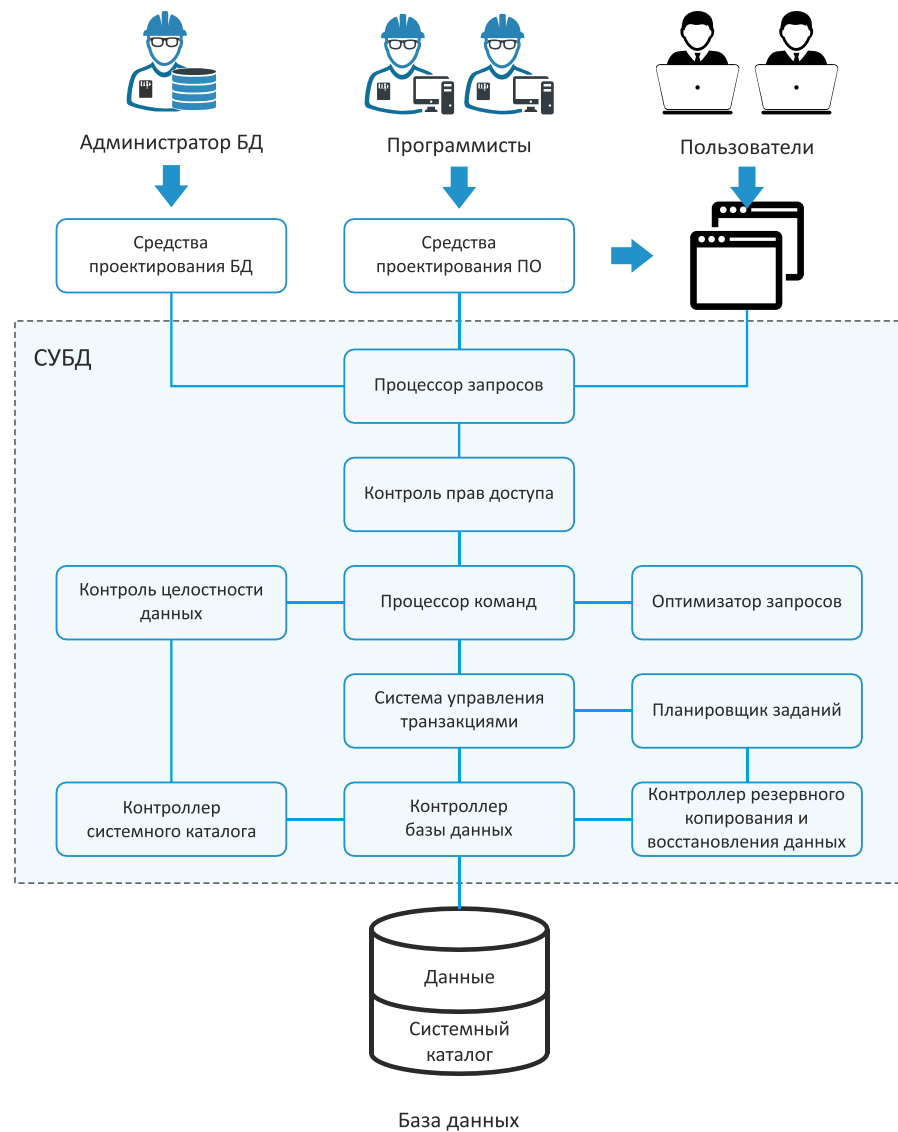 Администратор БД
Программисты
Пользователи
Средства
проектирования БД
Средства
проектирования ПО
СУБД
Процессор запросов
Контроль прав доступа
Контроль целостности
данных
Процессор команд
Оптимизатор запросов
Система управления
транзакциями
Планировщик заданий
Контроллер
системного каталога
Контроллер
базы данных
Контроллер резервного
копирования и
восстановления данных
Данные
Системный
каталог
База данных